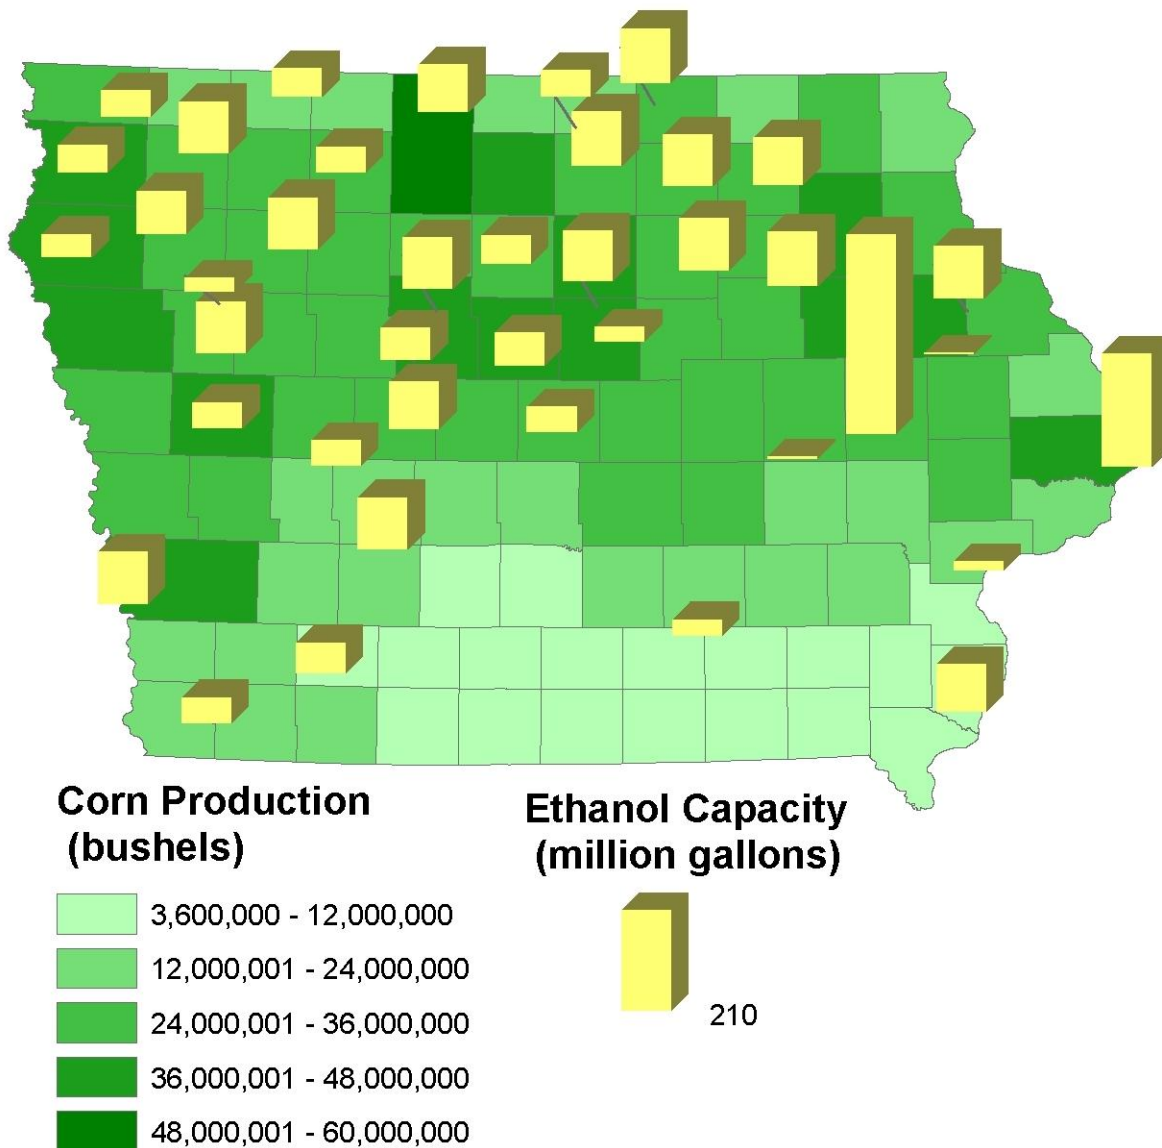 Corn Production
(bushels)
3,600,000 - 12,000,000
12,000,001 - 24,000,000
24,000,001 - 36,000,000
36,000,001 - 48,000,000
48,000,001 - 60,000,000
Ethanol Capacity
(million gallons)
210